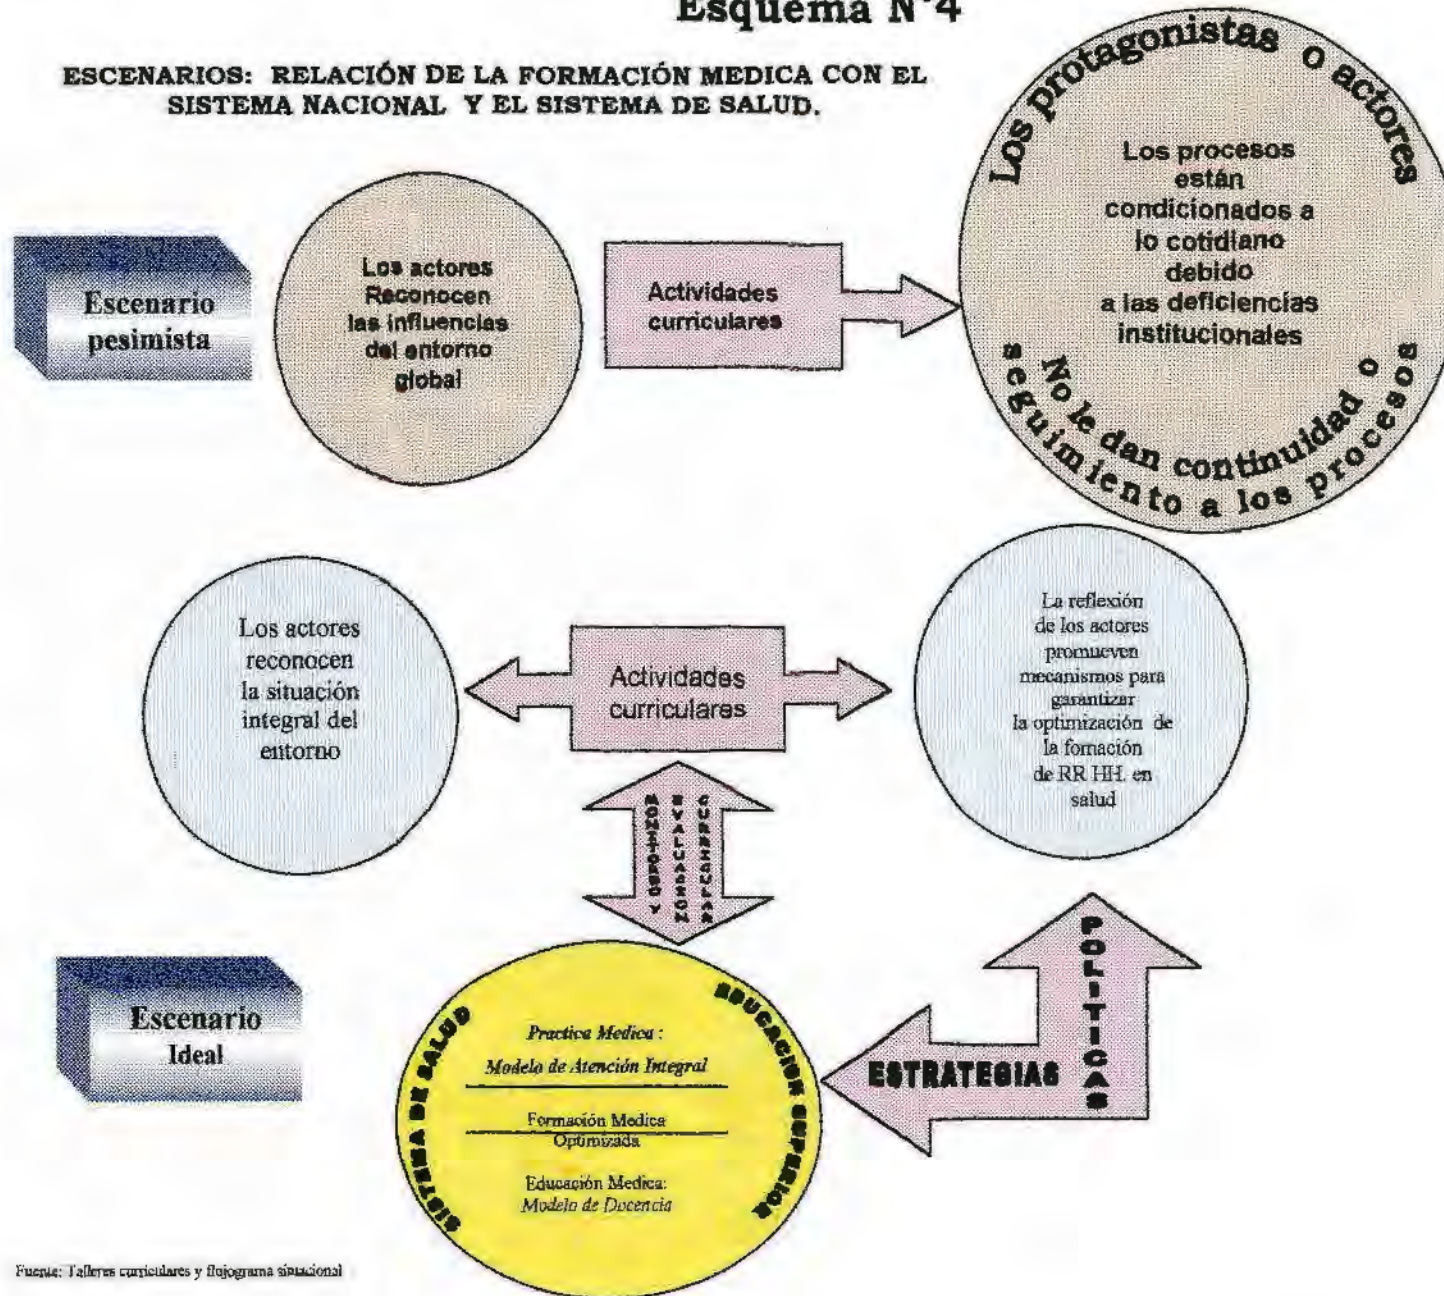 Esquema N°4
ESCENARIOS: RELACIÓN DE LA FORMACIÓN MEDICA CON EL
SISTEMA NACIONAL Y EL SISTEMA DE SALUD.
Escenario
pesimista
Los actores
Reconocen
las influencias
del entorno
global
Actividades
curriculares
Los protagonistas o actores
Los procesos
están
condicionados a
lo cotidiano
debido
a las deficiencias
institucionales
No le dan continuidad o
seguimiento a los procesos
Los actores
reconocen
la situación
integral del
entorno
Actividades
curriculares
La reflexión
de los actores
promueven
mecanismos para
garantizar
la optimización de
la formación
de RR HH. en
salud
MONITOREO Y
EVALUACION
CURRICULAR
Escenario
Ideal
SISTEMA DE SALUD
EDUCACION SUPERIOR
Practica Medica :
Modelo de Atención Integral
Formación Medica
Optimizada
Educación Medica:
Modelo de Docencia
ESTRATEGIAS
POLITICAS
Fuente: Talleres curriculares y flujograma situacional